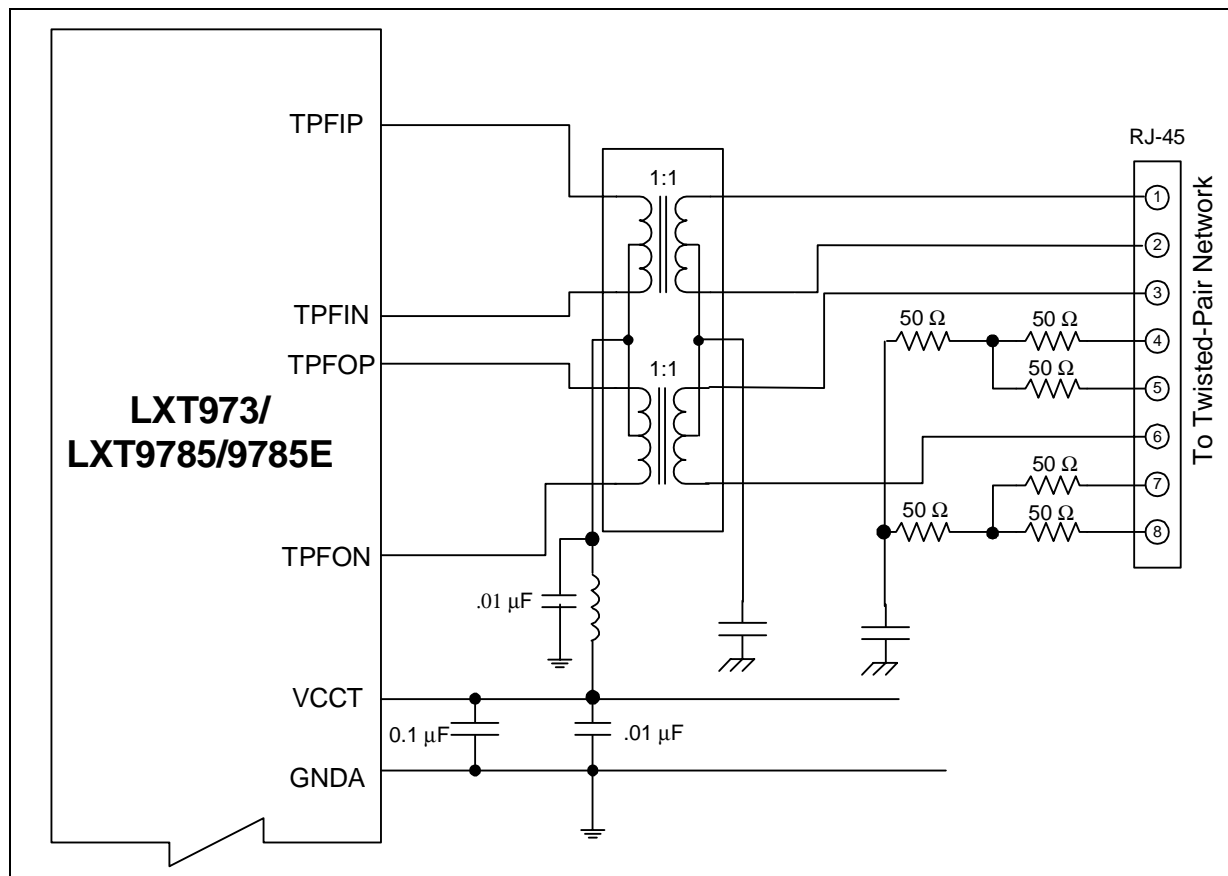 TPFIP
RJ-45
1:1
1
To Twisted-Pair Network
2
3
TPFIN
50 Ω
50 Ω
4
TPFOP
1:1
50 Ω
5
LXT973/
LXT9785/9785E
6
50 Ω
7
50 Ω
50 Ω
8
TPFON
.01 µF
VCCT
0.1 µF
.01 µF
GNDA